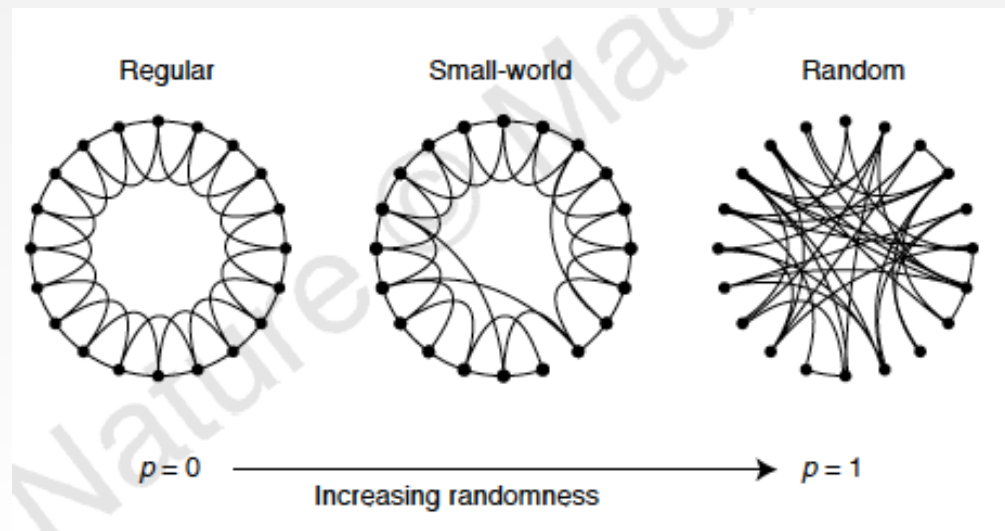 Regular
Small-world
Random
p = 0
p = 1
Increasing randomness
Nature © Mac